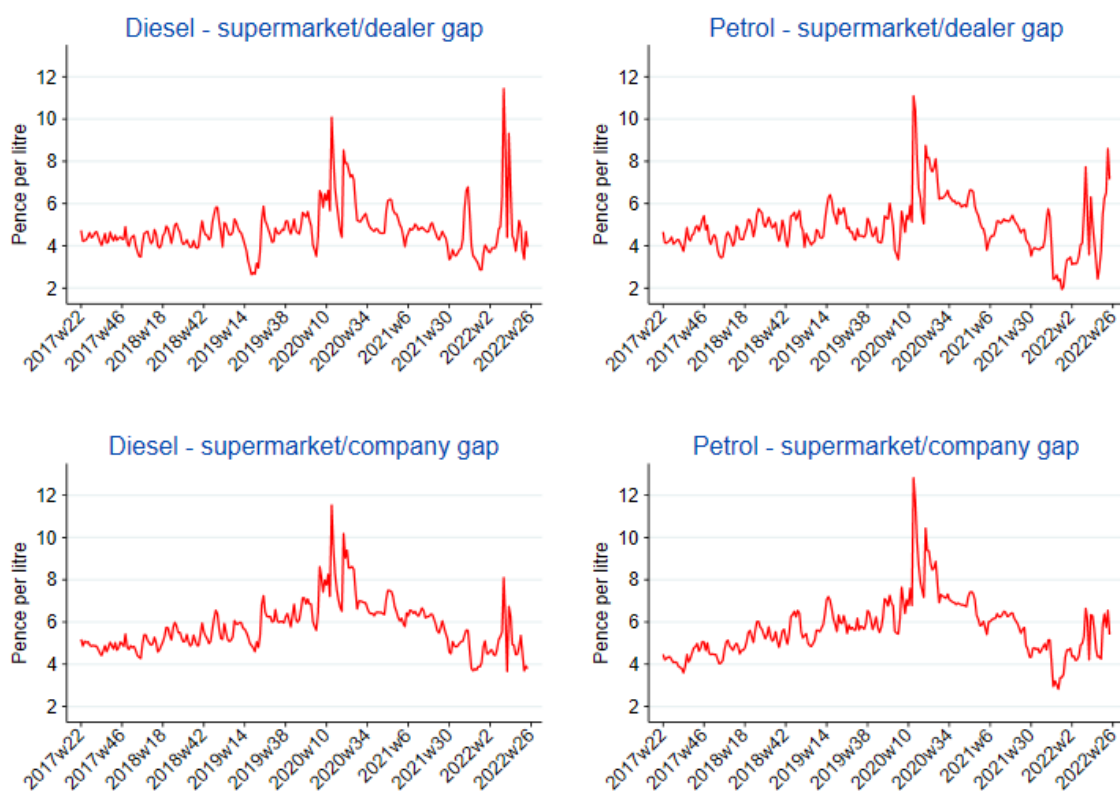 Diesel - supermarket/dealer gap
Pence per litre
12
10
8
6
4
2
2017w22 2017w46 2018w18 2018w42 2019w14 2019w38 2020w10 2020w34 2021w6 2021w30 2022w2 2022w26
Petrol - supermarket/dealer gap
Pence per litre
12
10
8
6
4
2
2017w22 2017w46 2018w18 2018w42 2019w14 2019w38 2020w10 2020w34 2021w6 2021w30 2022w2 2022w26
Diesel - supermarket/company gap
Pence per litre
12
10
8
6
4
2
2017w22 2017w46 2018w18 2018w42 2019w14 2019w38 2020w10 2020w34 2021w6 2021w30 2022w2 2022w26
Petrol - supermarket/company gap
Pence per litre
12
10
8
6
4
2
2017w22 2017w46 2018w18 2018w42 2019w14 2019w38 2020w10 2020w34 2021w6 2021w30 2022w2 2022w26